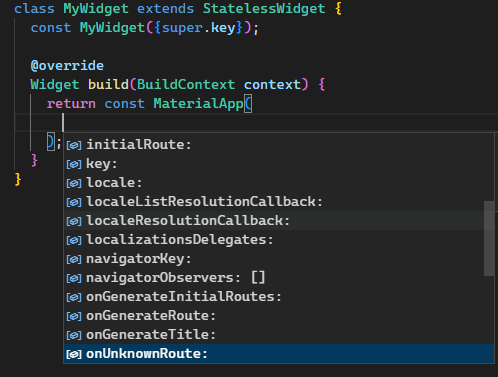 class MyWidget extends StatelessWidget {
const MyWidget({super.key});
@override
Widget build(BuildContext context) {
return const MaterialApp(
);
}
}
initialRoute:
key:
locale:
localeListResolutionCallback:
localeResolutionCallback:
localizationsDelegates:
navigatorKey:
navigatorObservers: []
onGenerateInitialRoutes:
onGenerateRoute:
onGenerateTitle:
onUnknownRoute: